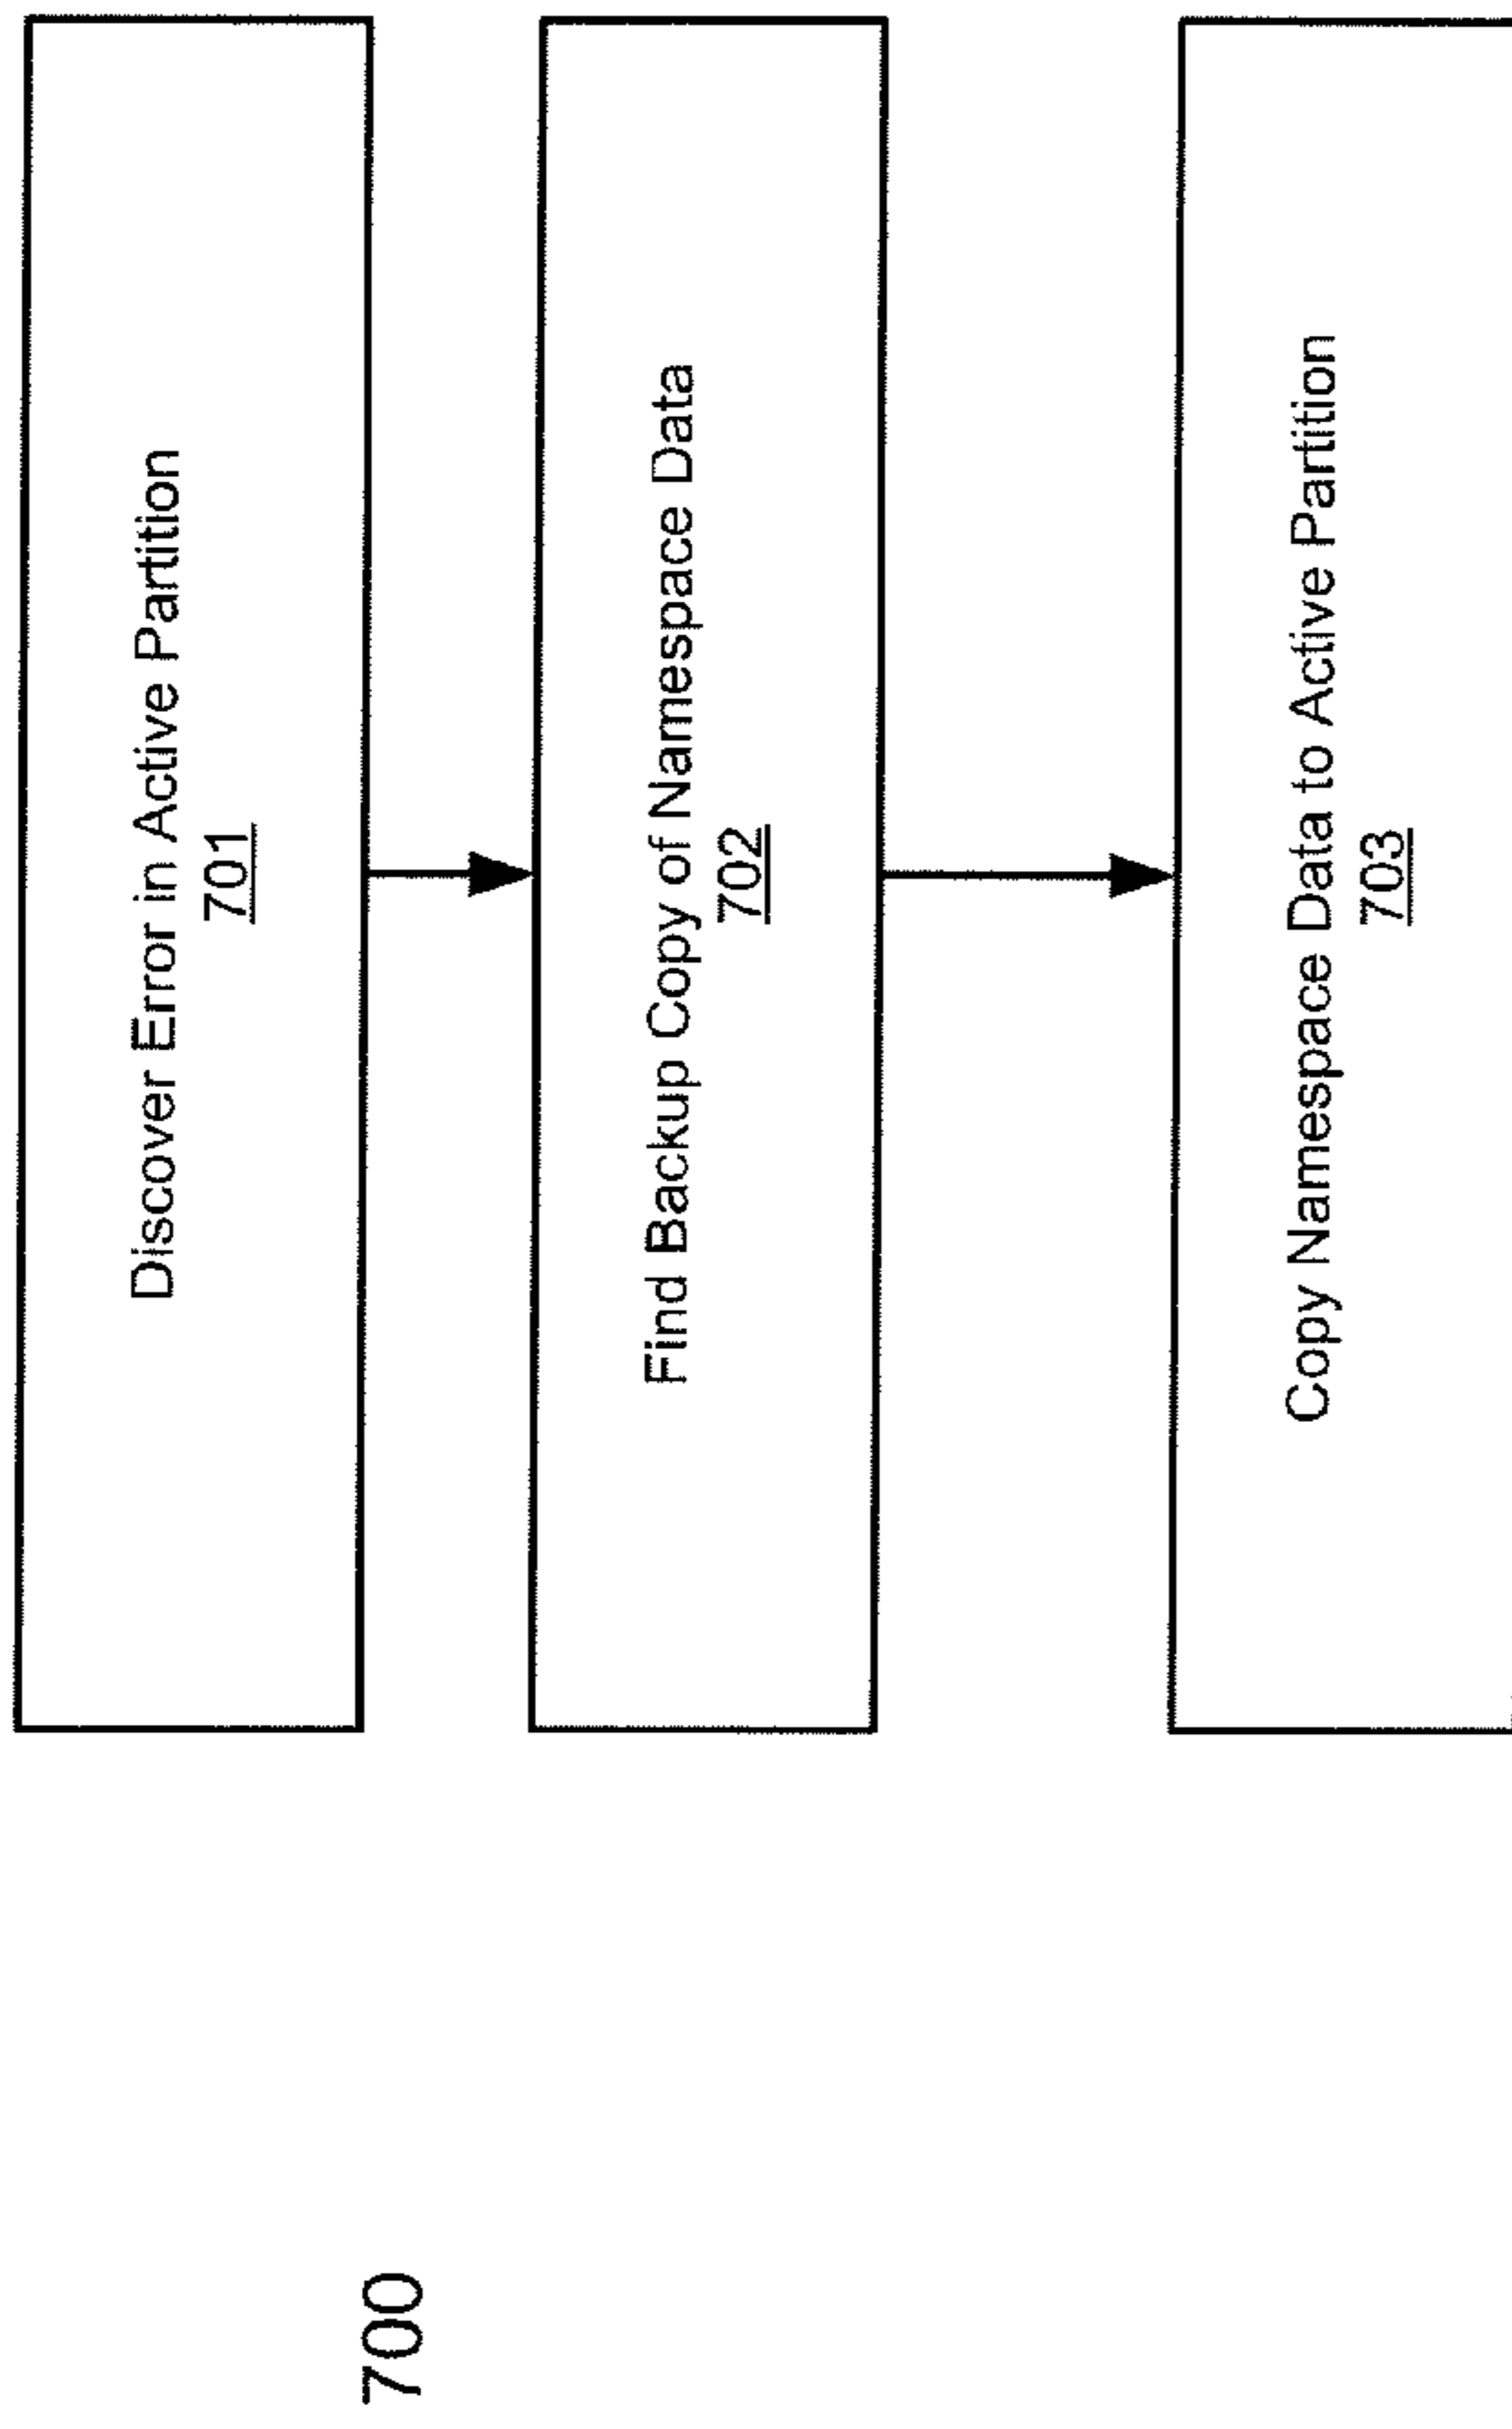 Discover Error in Active Partition
701
Find Backup Copy of Namespace Data
702
Copy Namespace Data to Active Partition
703
700